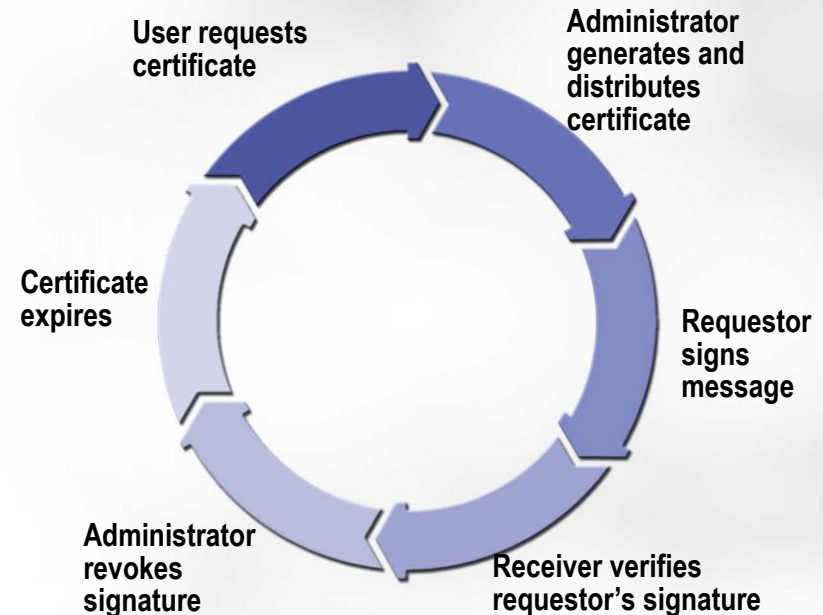 User requests
certificate
Administrator
generates and
distributes
certificate
Requestor
signs
message
Receiver verifies
requestor’s signature
Administrator
revokes
signature
Certificate
expires